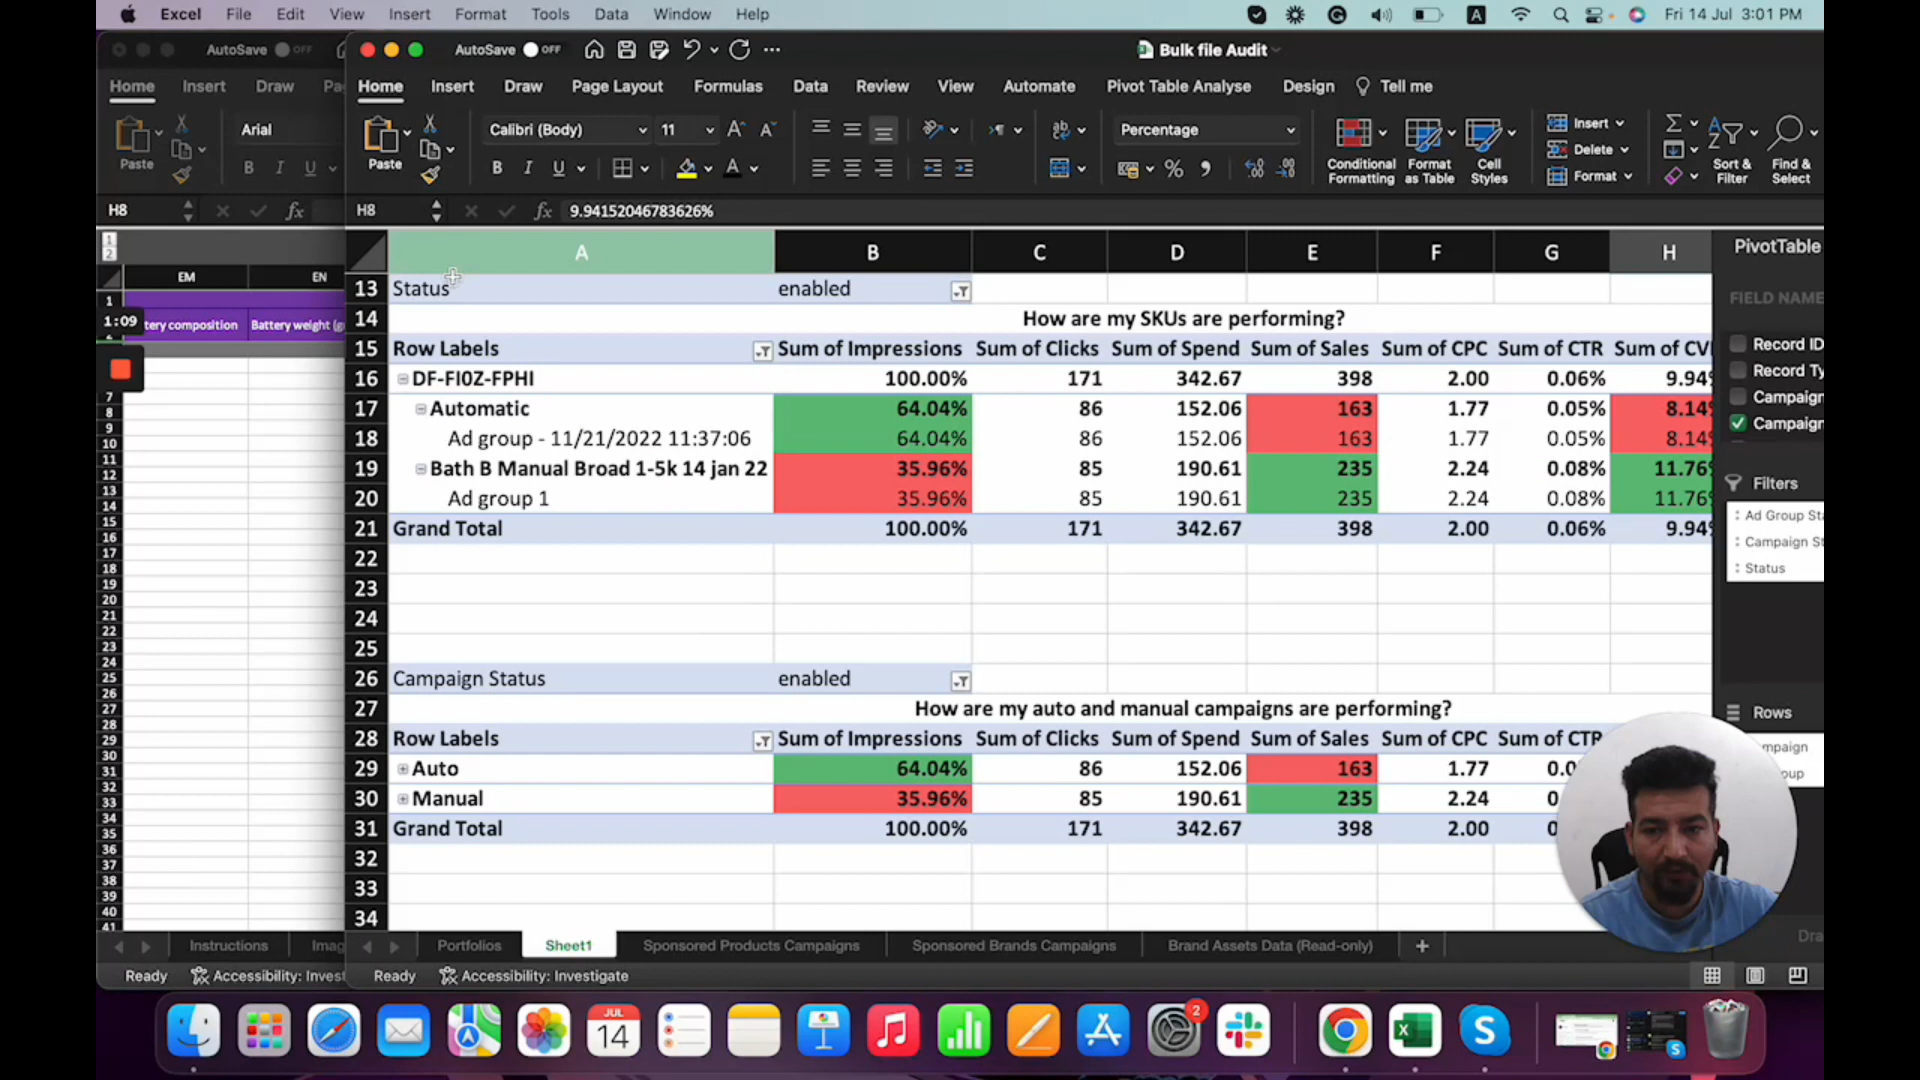 Excel File Edit View Insert Format Tools Data Window Help A Fri 14 Jul 3:01 PM
AutoSave OFF
Home Insert Draw
Paste
Arial
B I U
H8 fx
AutoSave OFF Bulk file Audit
Home Insert Draw Page Layout Formulas Data Review View Automate Pivot Table Analyse Design Tell me
Paste
Calibri (Body) 11
B I U
Percentage
Conditional Formatting
Format as Table
Cell Styles
Insert
Delete
Format
Sort & Filter
Find & Select
H8 fx 9.94152046783626%
EM EN
tery composition Battery weight (g
1:09
A B C D E F G H
13 Status enabled
14 How are my SKUs are performing?
15 Row Labels Sum of Impressions Sum of Clicks Sum of Spend Sum of Sales Sum of CPC Sum of CTR Sum of CV
16 DF-FI0Z-FPHI 100.00% 171 342.67 398 2.00 0.06% 9.94%
17 Automatic 64.04% 86 152.06 163 1.77 0.05% 8.14%
18 Ad group - 11/21/2022 11:37:06 64.04% 86 152.06 163 1.77 0.05% 8.14%
19 Bath B Manual Broad 1-5k 14 jan 22 35.96% 85 190.61 235 2.24 0.08% 11.76%
20 Ad group 1 35.96% 85 190.61 235 2.24 0.08% 11.76%
21 Grand Total 100.00% 171 342.67 398 2.00 0.06% 9.94%
22
23
24
25
26 Campaign Status enabled
27 How are my auto and manual campaigns are performing?
28 Row Labels Sum of Impressions Sum of Clicks Sum of Spend Sum of Sales Sum of CPC Sum of CTR
29 Auto 64.04% 86 152.06 163 1.77 0.0
30 Manual 35.96% 85 190.61 235 2.24 0
31 Grand Total 100.00% 171 342.67 398 2.00 0
32
33
34
PivotTable
FIELD NAME
Record ID
Record Ty
Campaign
Campaign
Filters
: Ad Group Sta
: Campaign St
: Status
Rows
mpaign
oup
Dra
Instructions Imag
Portfolios Sheet1 Sponsored Products Campaigns Sponsored Brands Campaigns Brand Assets Data (Read-only) +
Ready Accessibility: Invest
Ready Accessibility: Investigate
JUL
14
2